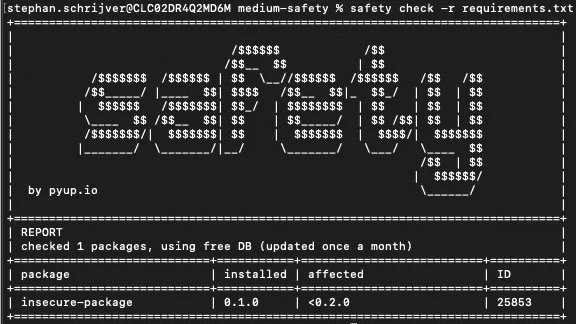 stephan.schrijver@CLC02DR4Q2MD6M medium-safety % safety check -r requirements.txt
safety
by pyup.io
REPORT
checked 1 packages, using free DB (updated once a month)
package | installed | affected | ID
insecure-package | 0.1.0 | <0.2.0 | 25853